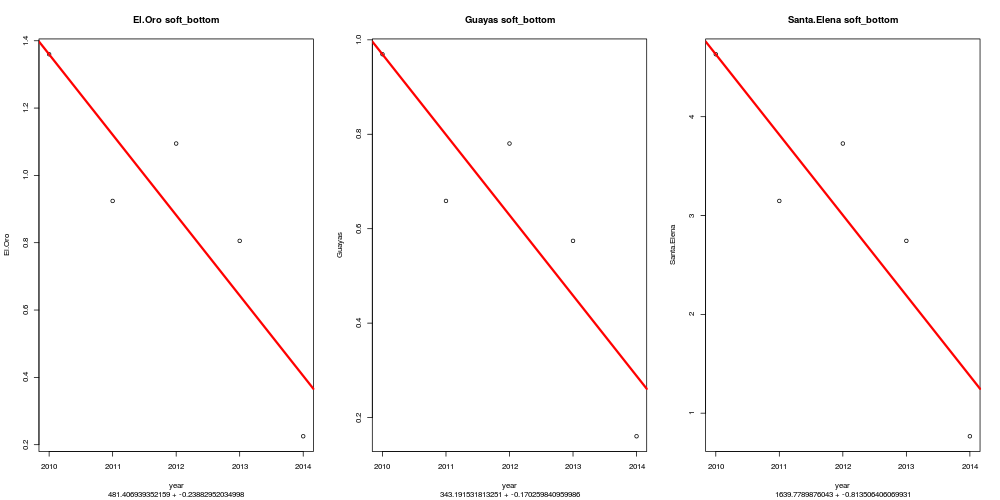 El.Oro soft_bottom
El.Oro
1.4
1.2
1.0
0.8
0.6
0.4
0.2
2010 2011 2012 2013 2014
year
481.406939352159 + -0.23882952034998
Guayas soft_bottom
Guayas
1.0
0.8
0.6
0.4
0.2
2010 2011 2012 2013 2014
year
343.191531813251 + -0.170259840959986
Santa.Elena soft_bottom
Santa.Elena
4
3
2
1
2010 2011 2012 2013 2014
year
1639.7789876043 + -0.813506406069931